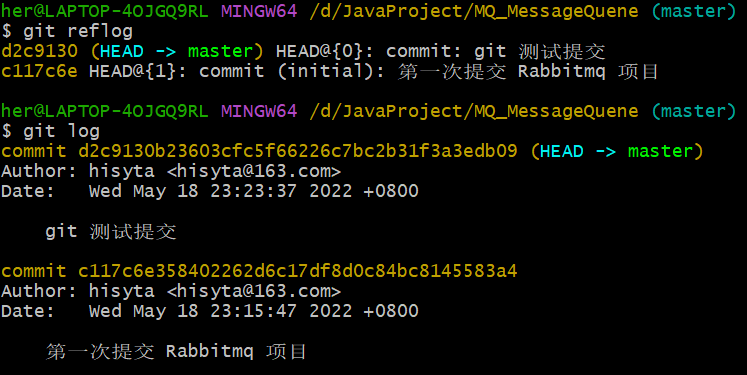 her@LAPTOP-4OJGQ9RL MINGW64 /d/JavaProject/MQ_MessageQuene (master)
$ git reflog
d2c9130 (HEAD -> master) HEAD@{0}: commit: git 测试提交
c117c6e HEAD@{1}: commit (initial): 第一次提交 Rabbitmq 项目
her@LAPTOP-4OJGQ9RL MINGW64 /d/JavaProject/MQ_MessageQuene (master)
$ git log
commit d2c9130b23603cfc5f66226c7bc2b31f3a3edb09 (HEAD -> master)
Author: hisyta <hisyta@163.com>
Date:   Wed May 18 23:23:37 2022 +0800
git 测试提交
commit c117c6e358402262d6c17df8d0c84bc8145583a4
Author: hisyta <hisyta@163.com>
Date:   Wed May 18 23:15:47 2022 +0800
第一次提交 Rabbitmq 项目